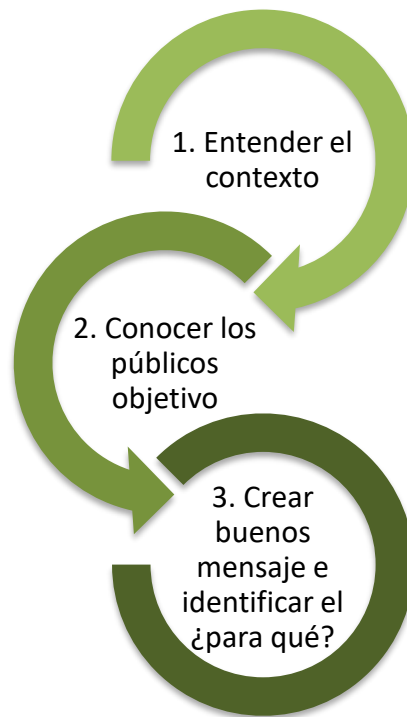 1. Entender el
contexto
2. Conocer los
públicos
objetivo
3. Crear
buenos
mensaje e
identificar el
¿para qué?